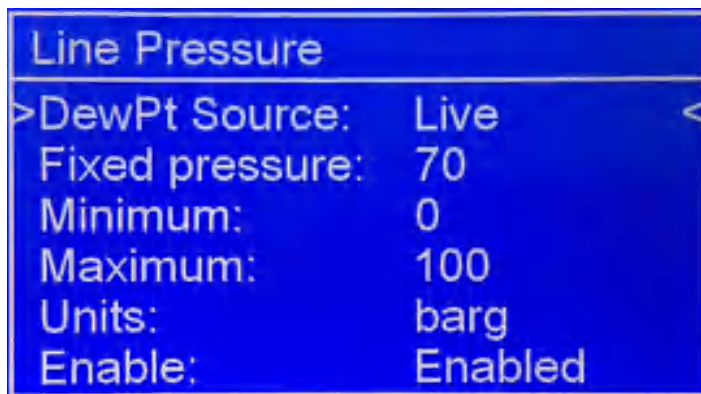 Line Pressure
>DewPt Source: Live <
Fixed pressure: 70
Minimum: 0
Maximum: 100
Units: barg
Enable: Enabled